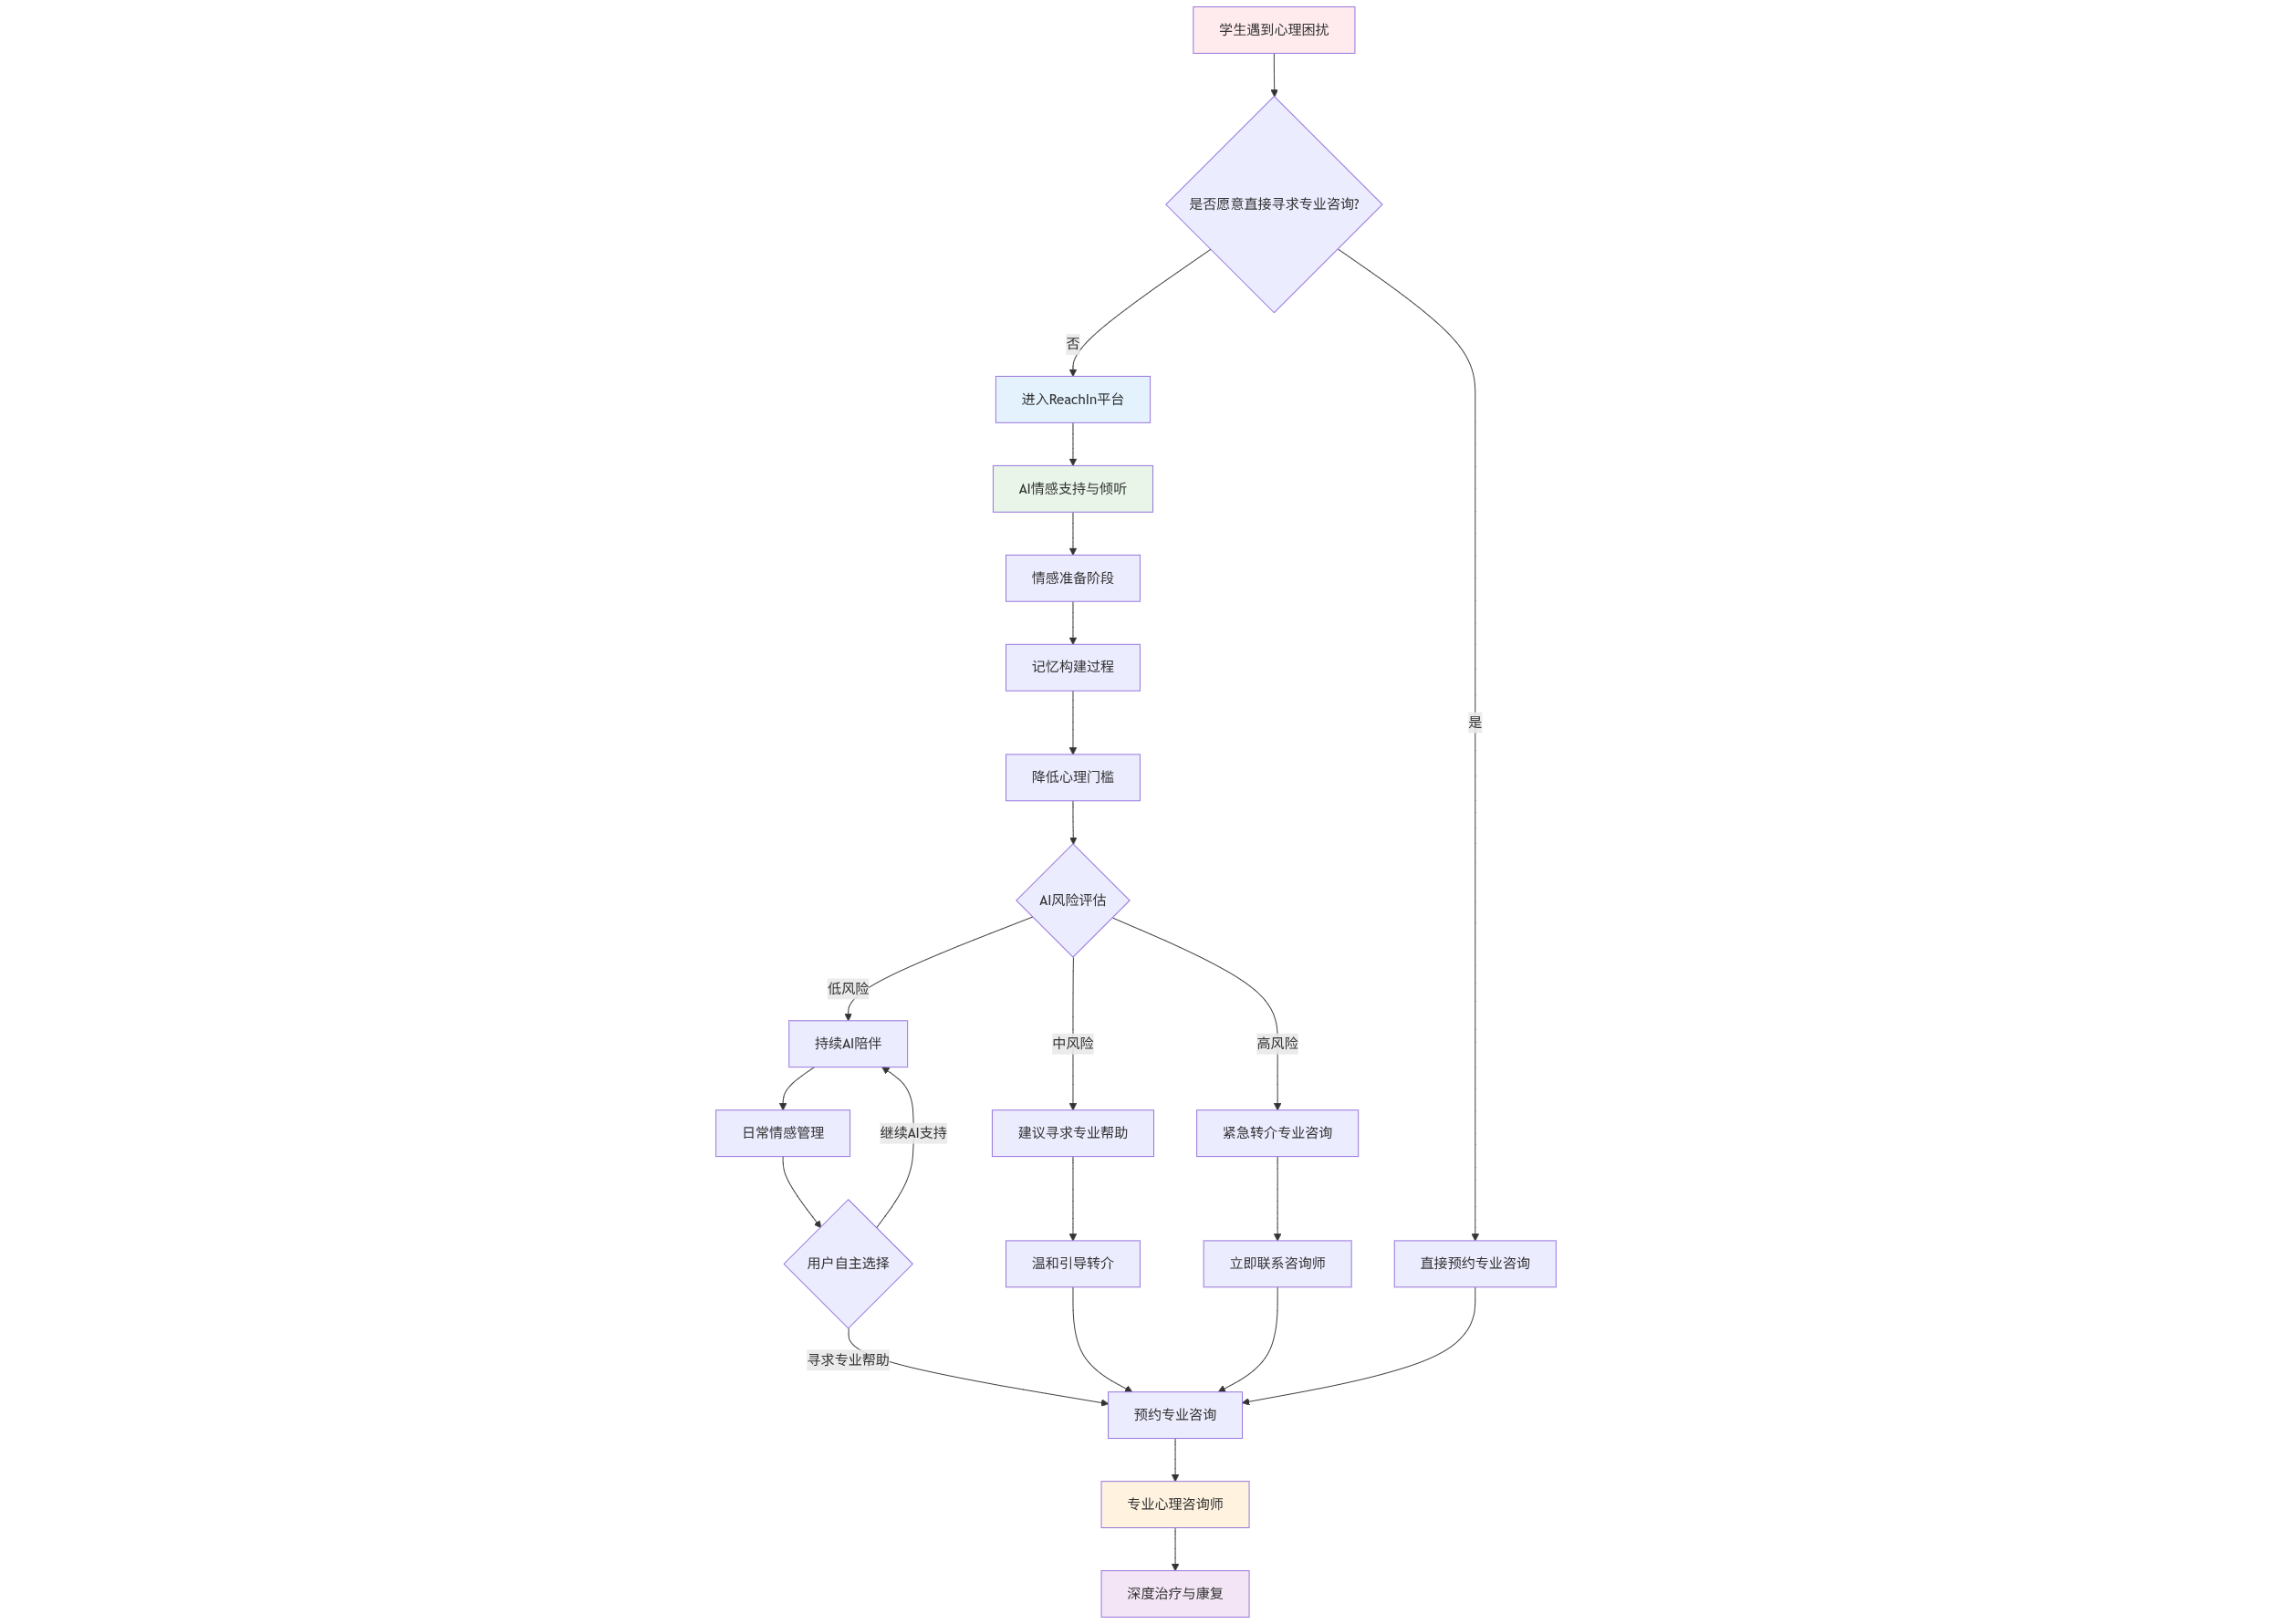 学生遇到心理困扰
是否愿意直接寻求专业咨询?
否
进入ReachIn平台
AI情感支持与倾听
情感准备阶段
记忆构建过程
是
降低心理门槛
AI风险评估
低风险
持续AI陪伴
中风险
高风险
日常情感管理
继续AI支持
建议寻求专业帮助
紧急转介专业咨询
用户自主选择
温和引导转介
立即联系咨询师
直接预约专业咨询
寻求专业帮助
预约专业咨询
专业心理咨询师
深度治疗与康复